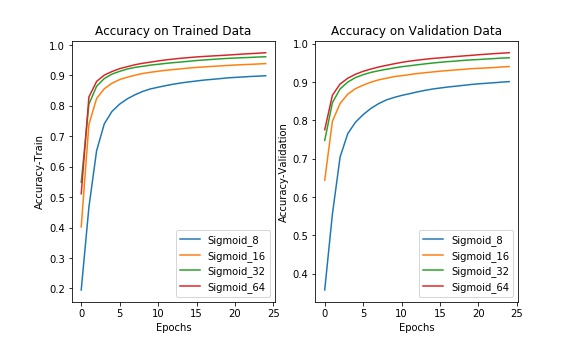 Accuracy on Trained Data
Accuracy-Train
1.0
0.9
0.8
0.7
0.6
0.5
0.4
0.3
0.2
0
5
10
15
20
25
Epochs
Sigmoid_8
Sigmoid_16
Sigmoid_32
Sigmoid_64
Accuracy on Validation Data
Accuracy-Validation
1.0
0.9
0.8
0.7
0.6
0.5
0.4
0
5
10
15
20
25
Epochs
Sigmoid_8
Sigmoid_16
Sigmoid_32
Sigmoid_64